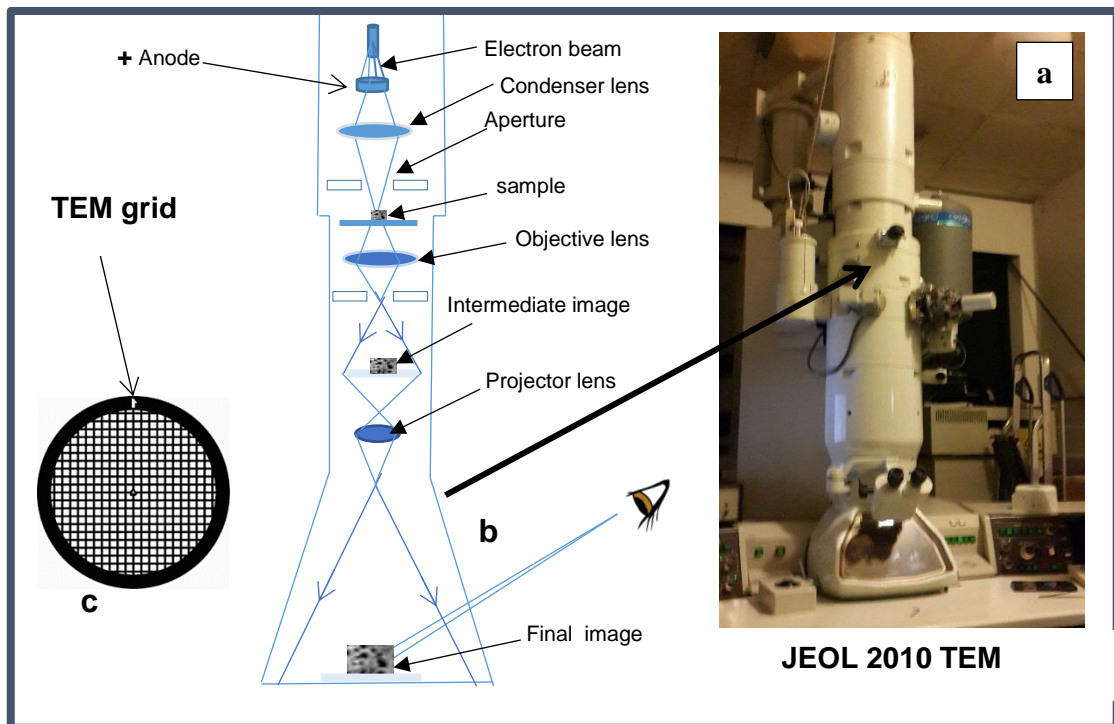 Electron beam
+ Anode
Condenser lens
Aperture
sample
TEM grid
Objective lens
Intermediate image
Projector lens
Final image
a
b
c
JEOL 2010 TEM